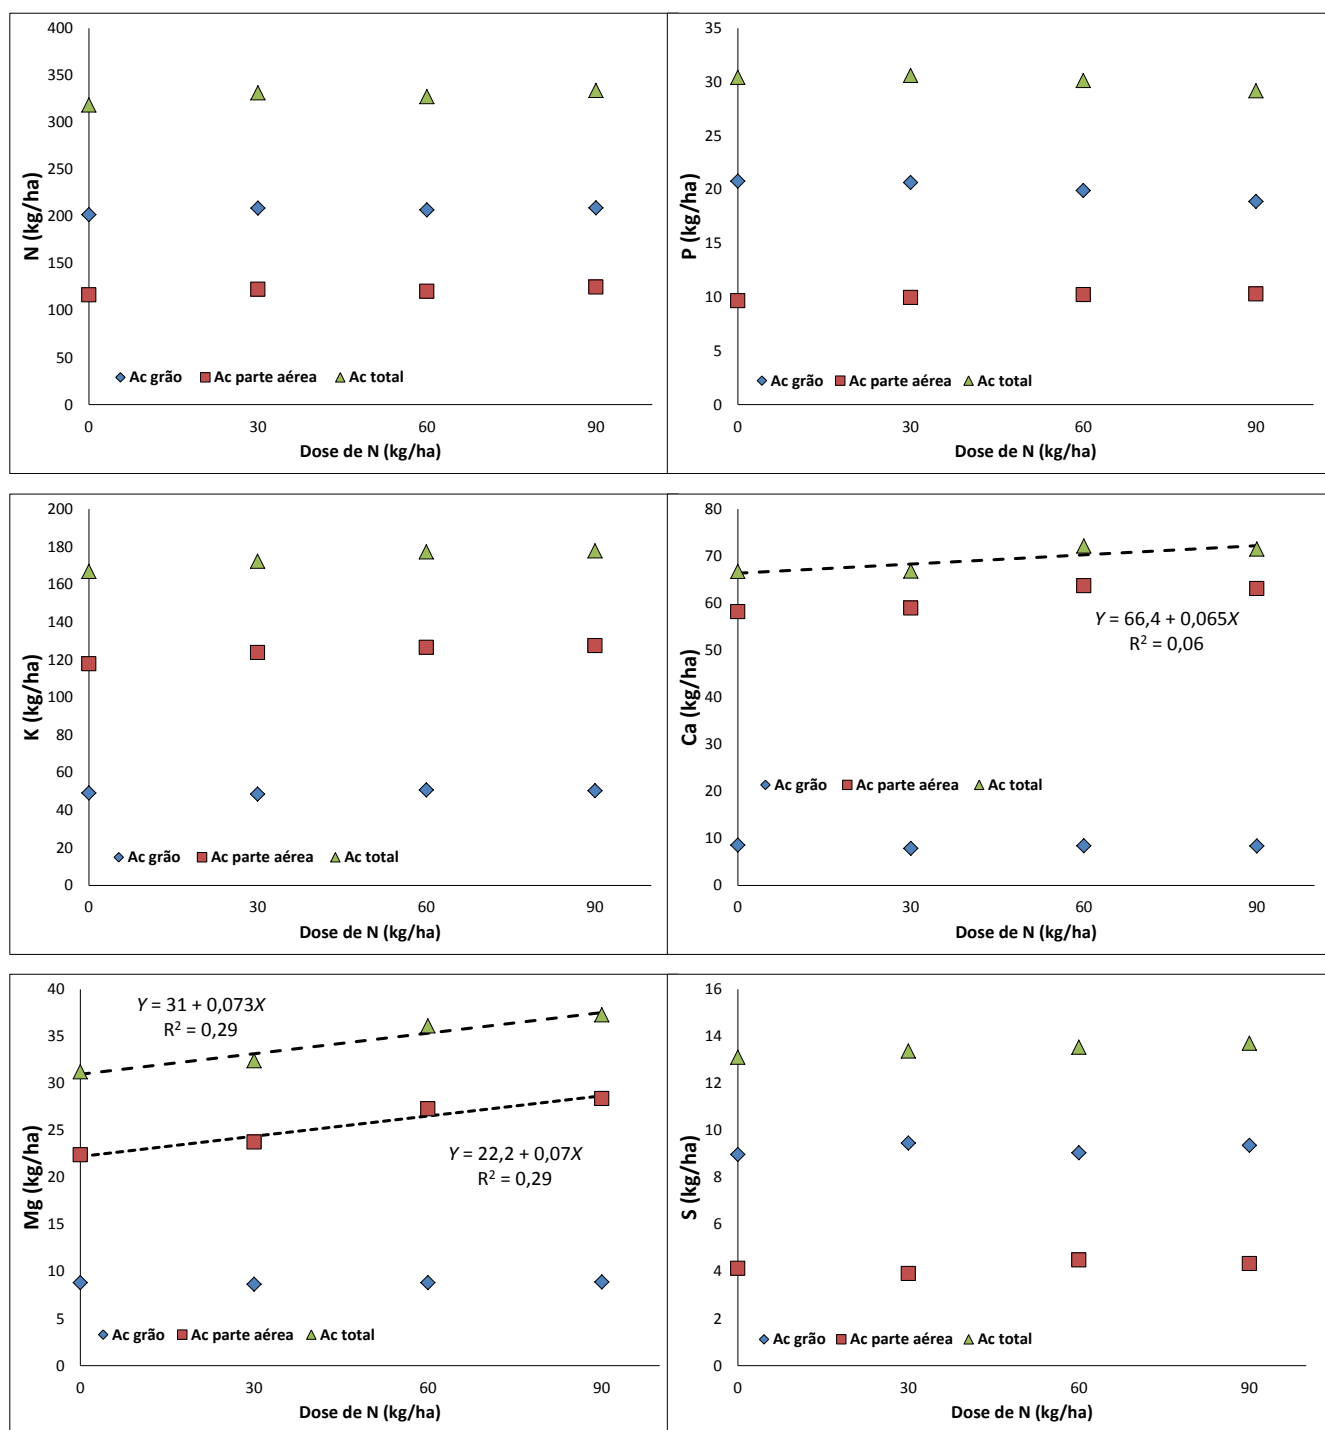 400
350
300
250
200
150
100
50
0
N (kg/ha)
Ac grão Ac parte aérea Ac total
0 30 60 90
Dose de N (kg/ha)
35
30
25
20
15
10
5
0
P (kg/ha)
Ac grão Ac parte aérea Ac total
0 30 60 90
Dose de N (kg/ha)
200
180
160
140
120
100
80
60
40
20
0
K (kg/ha)
Ac grão Ac parte aérea Ac total
0 30 60 90
Dose de N (kg/ha)
80
70
60
50
40
30
20
10
0
Ca (kg/ha)
Y = 66,4 + 0,065X
R² = 0,06
Ac grão Ac parte aérea Ac total
0 30 60 90
Dose de N (kg/ha)
40
35
30
25
20
15
10
5
0
Mg (kg/ha)
Y = 31 + 0,073X
R² = 0,29
Y = 22,2 + 0,07X
R² = 0,29
Ac grão Ac parte aérea Ac total
0 30 60 90
Dose de N (kg/ha)
16
14
12
10
8
6
4
2
0
S (kg/ha)
Ac grão Ac parte aérea Ac total
0 30 60 90
Dose de N (kg/ha)